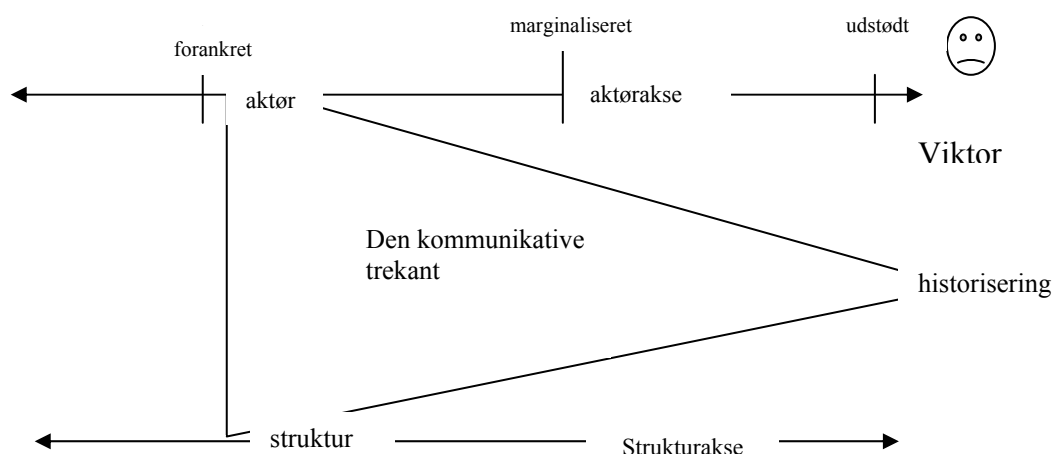 marginaliseret
udstødt
forankret
aktør
aktørakse
Viktor
Den kommunikative
trekant
historisering
struktur
Strukturakse